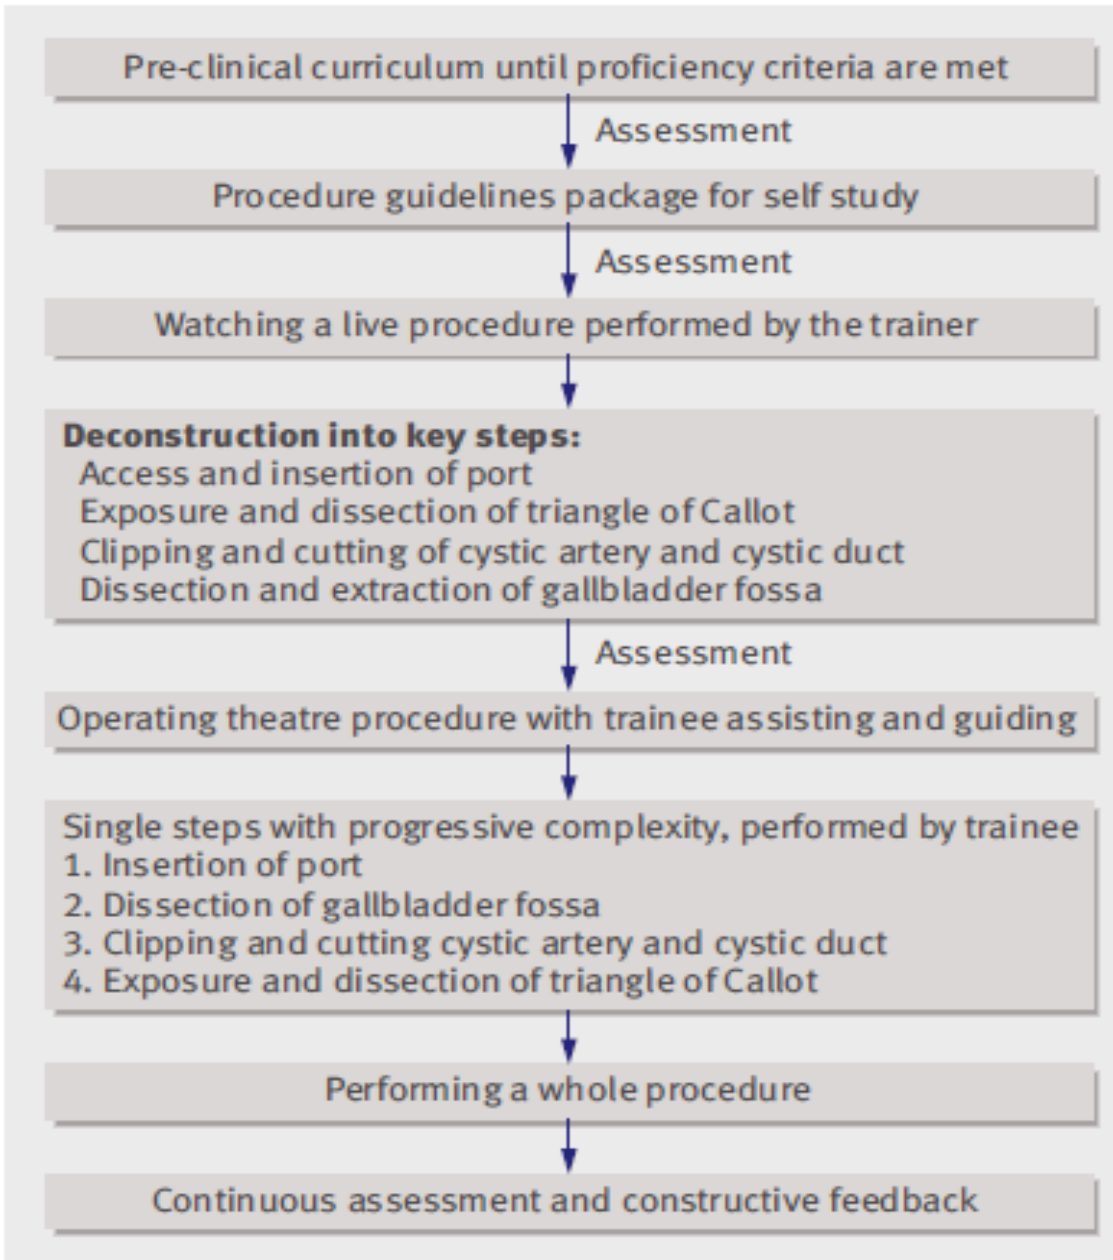 Pre-clinical curriculum until proficiency criteria are met
Assessment
Procedure guidelines package for self study
Assessment
Watching a live procedure performed by the trainer
Deconstruction into key steps:
Access and insertion of port
Exposure and dissection of triangle of Callot
Clipping and cutting of cystic artery and cystic duct
Dissection and extraction of gallbladder fossa
Assessment
Operating theatre procedure with trainee assisting and guiding
Single steps with progressive complexity, performed by trainee
1. Insertion of port
2. Dissection of gallbladder fossa
3. Clipping and cutting cystic artery and cystic duct
4. Exposure and dissection of triangle of Callot
Performing a whole procedure
Continuous assessment and constructive feedback